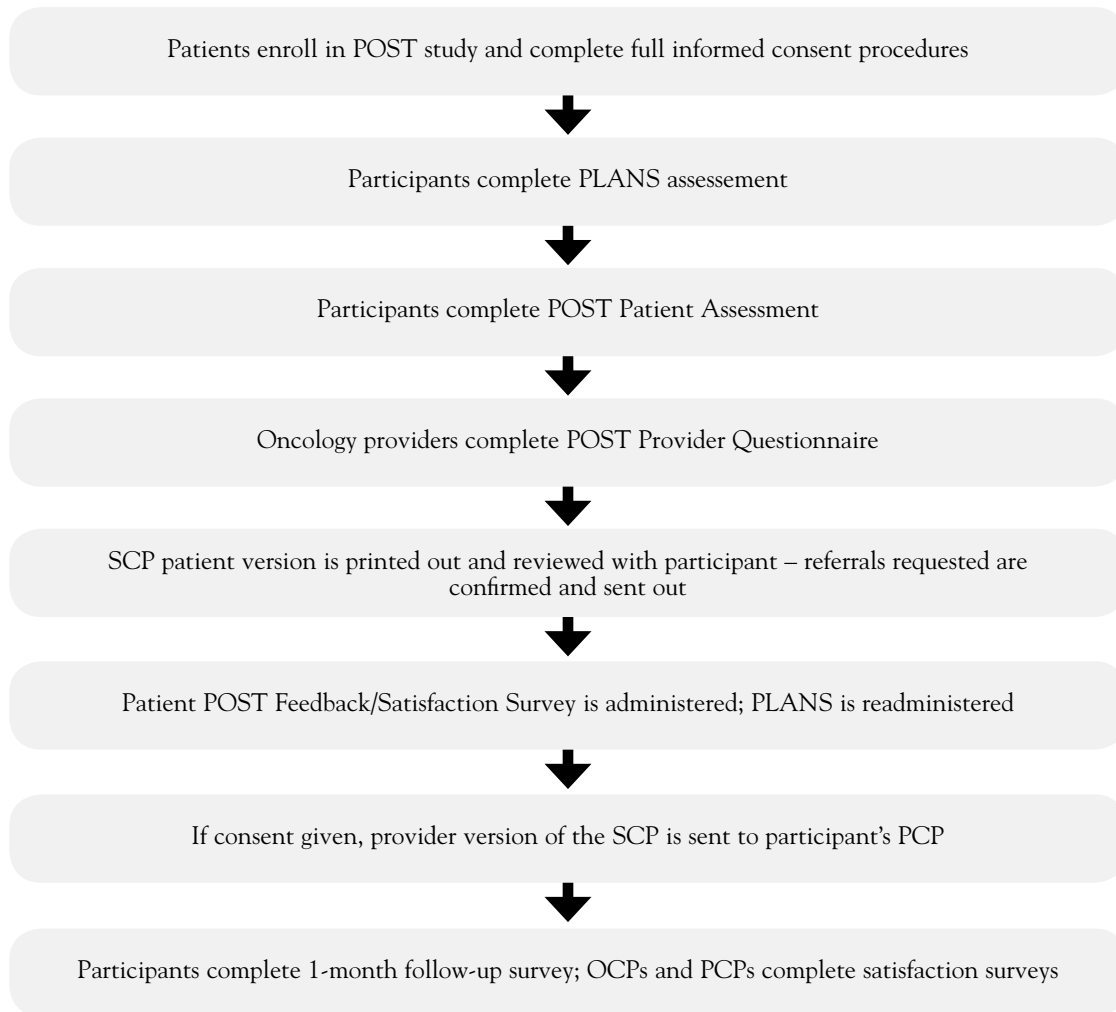 Patients enroll in POST study and complete full informed consent procedures
Participants complete PLANS assessement
Participants complete POST Patient Assessment
Oncology providers complete POST Provider Questionnaire
SCP patient version is printed out and reviewed with participant – referrals requested are
confirmed and sent out
Patient POST Feedback/Satisfaction Survey is administered; PLANS is readministered
If consent given, provider version of the SCP is sent to participant’s PCP
Participants complete 1-month follow-up survey; OCPs and PCPs complete satisfaction surveys